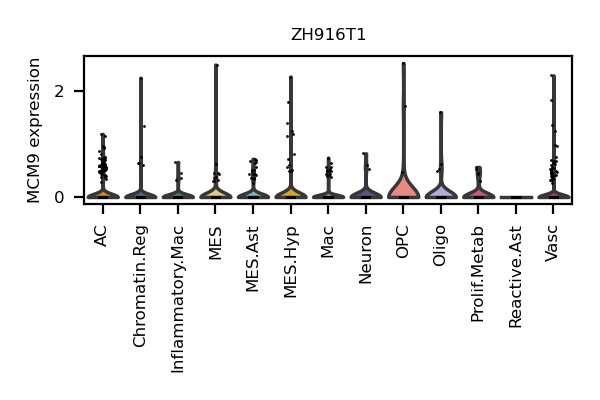 ZH916T1
MCM9 expression
2
0
AC
Chromatin.Reg
Inflammatory.Mac
MES
MES.Ast
MES.Hyp
Mac
Neuron
OPC
Oligo
Prolif.Metab
Reactive.Ast
Vasc